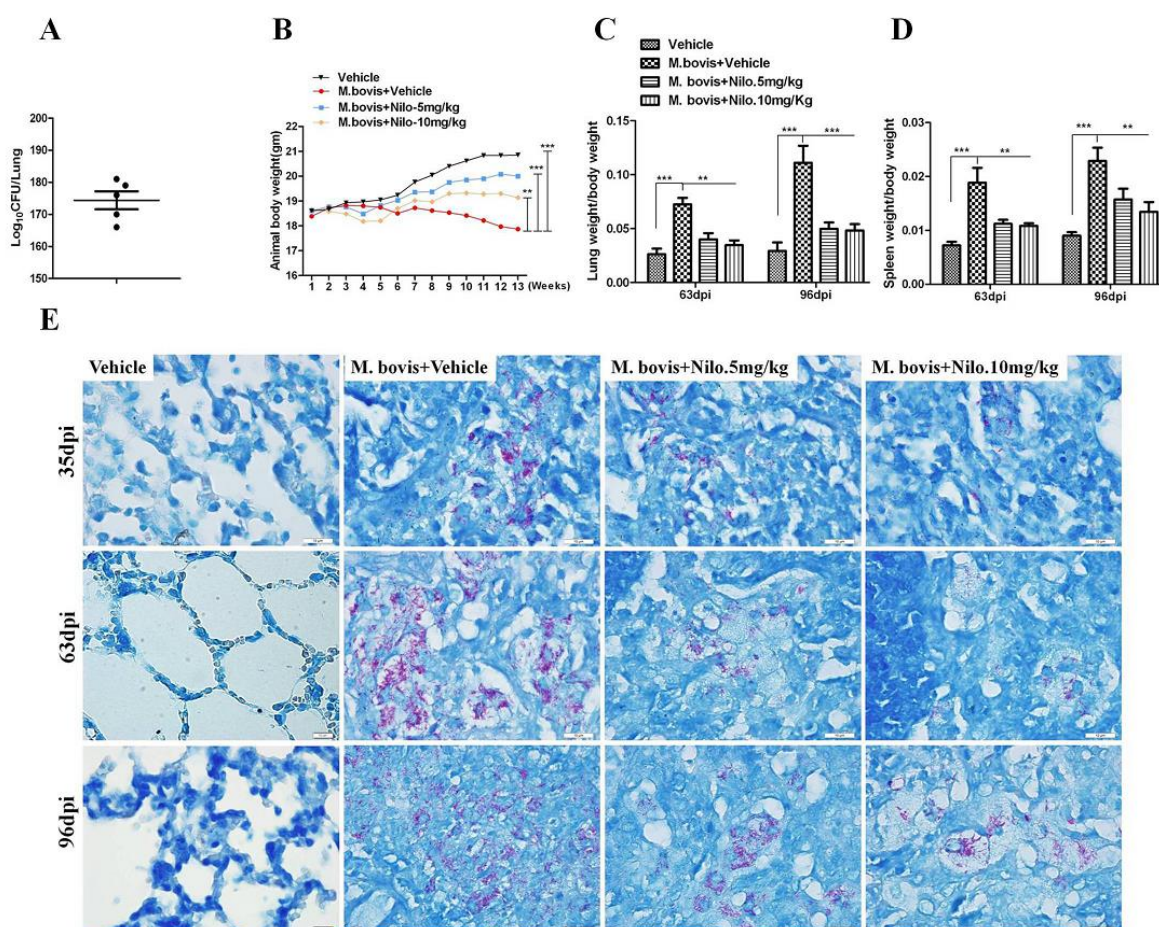 A
Log10CFU/Lung
190
180
170
160
150
B
Vehicle
M.bovis+Vehicle
M.bovis+Nilo-5mg/kg
M.bovis+Nilo-10mg/kg
Animal body weight(gm)
22
21
20
19
18
17
16
***
***
**
1 2 3 4 5 6 7 8 9 10 11 12 13 (Weeks)
C
Vehicle
M.bovis+Vehicle
M. bovis+Nilo.5mg/kg
M. bovis+Nilo.10mg/Kg
Lung weight/body weight
0.15
0.10
0.05
0.00
*** **
*** ***
63dpi 96dpi
D
Spleen weight/body weight
0.03
0.02
0.01
0.00
*** **
*** **
63dpi 96dpi
E
Vehicle M. bovis+Vehicle M. bovis+Nilo.5mg/kg M. bovis+Nilo.10mg/kg
35dpi
63dpi
96dpi